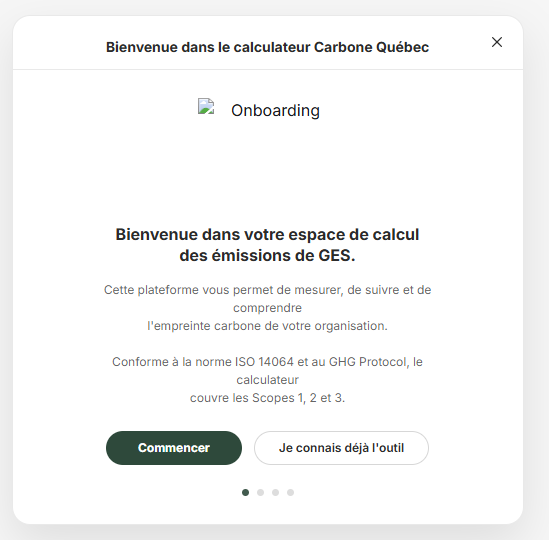 Bienvenue dans le calculateur Carbone Québec
Onboarding
Bienvenue dans votre espace de calcul
des émissions de GES.
Cette plateforme vous permet de mesurer, de suivre et de
comprendre
l'empreinte carbone de votre organisation.
Conforme à la norme ISO 14064 et au GHG Protocol, le
calculateur
couvre les Scopes 1, 2 et 3.
Commencer
Je connais déjà l'outil